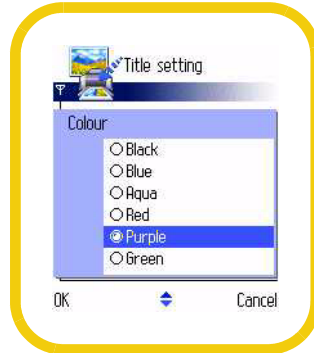 Title setting
Colour
Black
Blue
Aqua
Red
Purple
Green
OK
Cancel